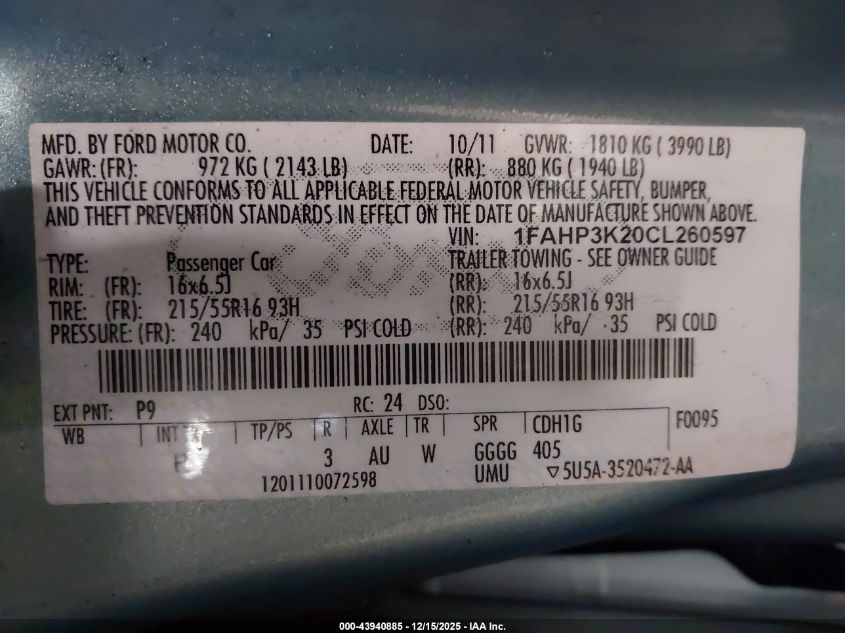 MFD. BY FORD MOTOR CO. DATE: 10/11 GVWR: 1810 KG ( 3990 LB)
GAWR: (FR): 972 KG ( 2143 LB) (RR): 880 KG ( 1940 LB)
THIS VEHICLE CONFORMS TO ALL APPLICABLE FEDERAL MOTOR VEHICLE SAFETY, BUMPER,
AND THEFT PREVENTION STANDARDS IN EFFECT ON THE DATE OF MANUFACTURE SHOWN ABOVE.
VIN: 1FAHP3K20CL260597
TYPE: Passenger Car TRAILER TOWING - SEE OWNER GUIDE
RIM: (FR): 16x6.5J (RR): 16x6.5J
TIRE: (FR): 215/55R16 93H (RR): 215/55R16 93H
PRESSURE: (FR): 240 kPa/ 35 PSI COLD (RR): 240 kPa/ 35 PSI COLD
EXT PNT: P9 RC: 24 DSO:
WB INT TP/PS R AXLE TR SPR CDH1G F0095
3 AU W GGGG 405
1201110072598 UMU ▽5U5A-3520472-AA
000-43940885 - 12/15/2025 - IAA Inc.